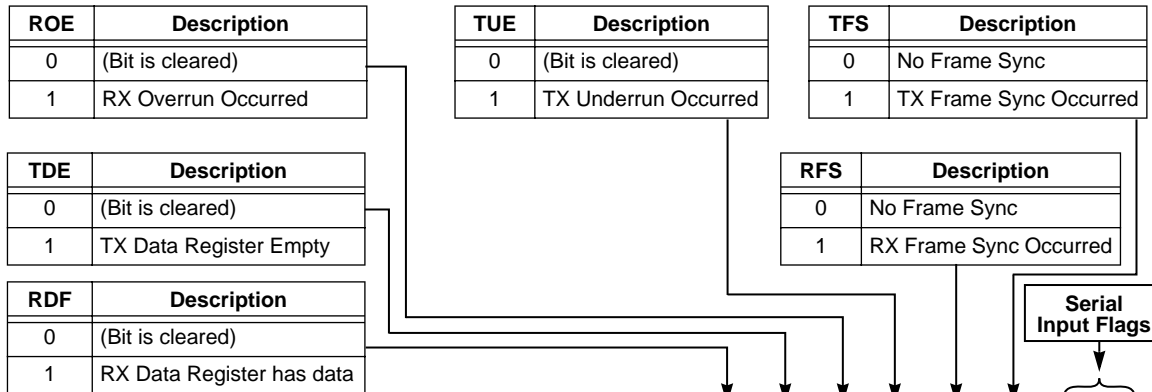 ROE Description
0 (Bit is cleared)
1 RX Overrun Occurred
TUE Description
0 (Bit is cleared)
1 TX Underrun Occurred
TFS Description
0 No Frame Sync
1 TX Frame Sync Occurred
TDE Description
0 (Bit is cleared)
1 TX Data Register Empty
RFS Description
0 No Frame Sync
1 RX Frame Sync Occurred
RDF Description
0 (Bit is cleared)
1 RX Data Register has data
Serial
Input Flags